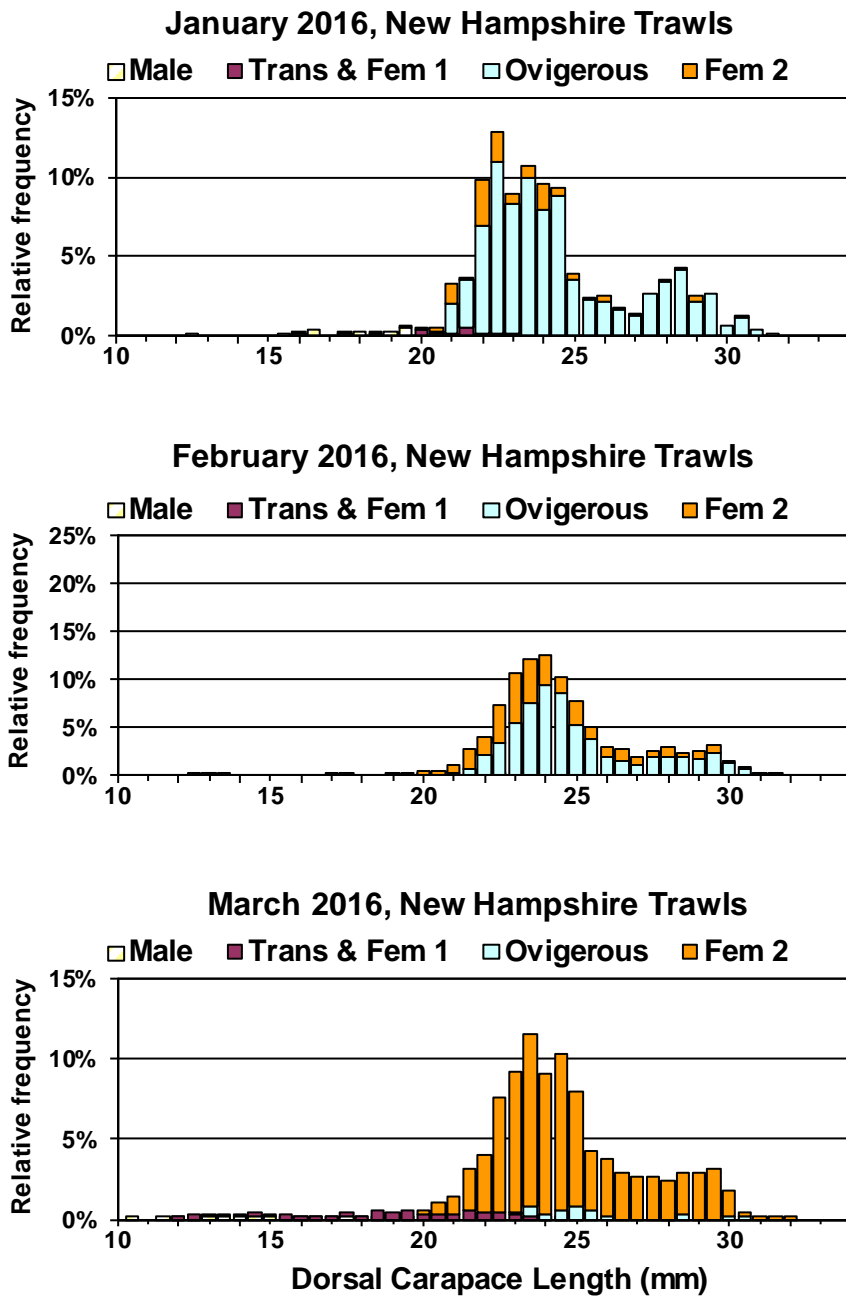 January 2016, New Hampshire Trawls
Male Trans & Fem 1 Ovigerous Fem 2
Relative frequency
15%
10%
5%
0%
10 15 20 25 30
February 2016, New Hampshire Trawls
Male Trans & Fem 1 Ovigerous Fem 2
Relative frequency
25%
20%
15%
10%
5%
0%
10 15 20 25 30
March 2016, New Hampshire Trawls
Male Trans & Fem 1 Ovigerous Fem 2
Relative frequency
15%
10%
5%
0%
10 15 20 25 30
Dorsal Carapace Length (mm)